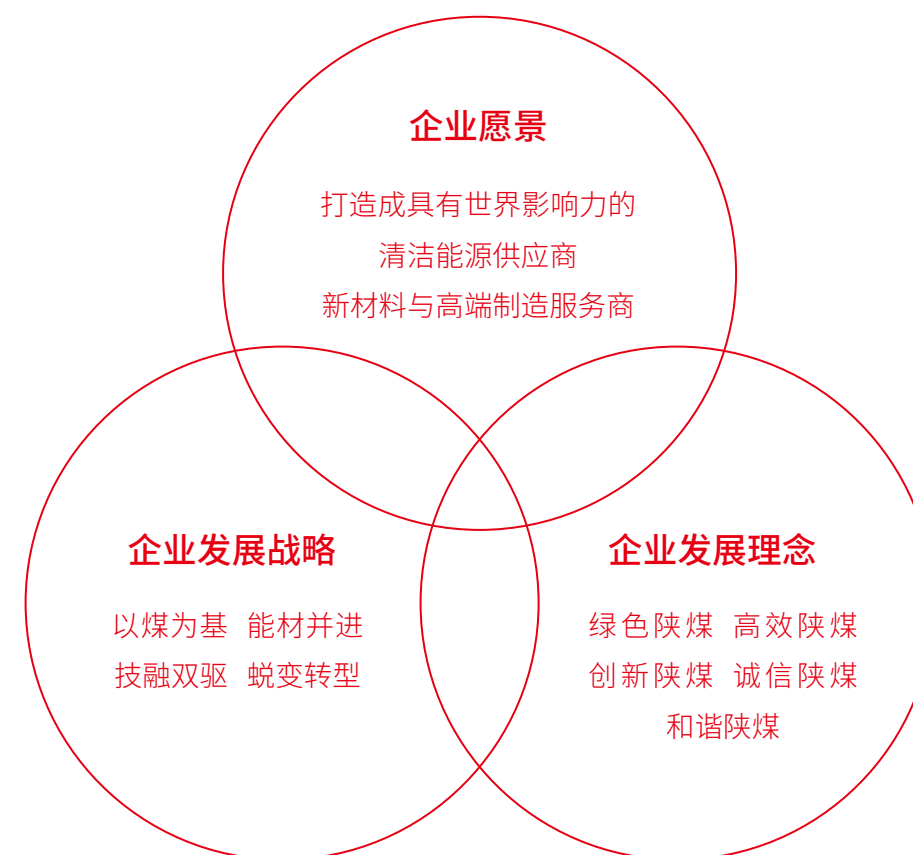 企业愿景
打造成具有世界影响力的
清洁能源供应商
新材料与高端制造服务商
企业发展战略
以煤为基 能材并进
技融双驱 蜕变转型
企业发展理念
绿色陕煤 高效陕煤
创新陕煤 诚信陕煤
和谐陕煤